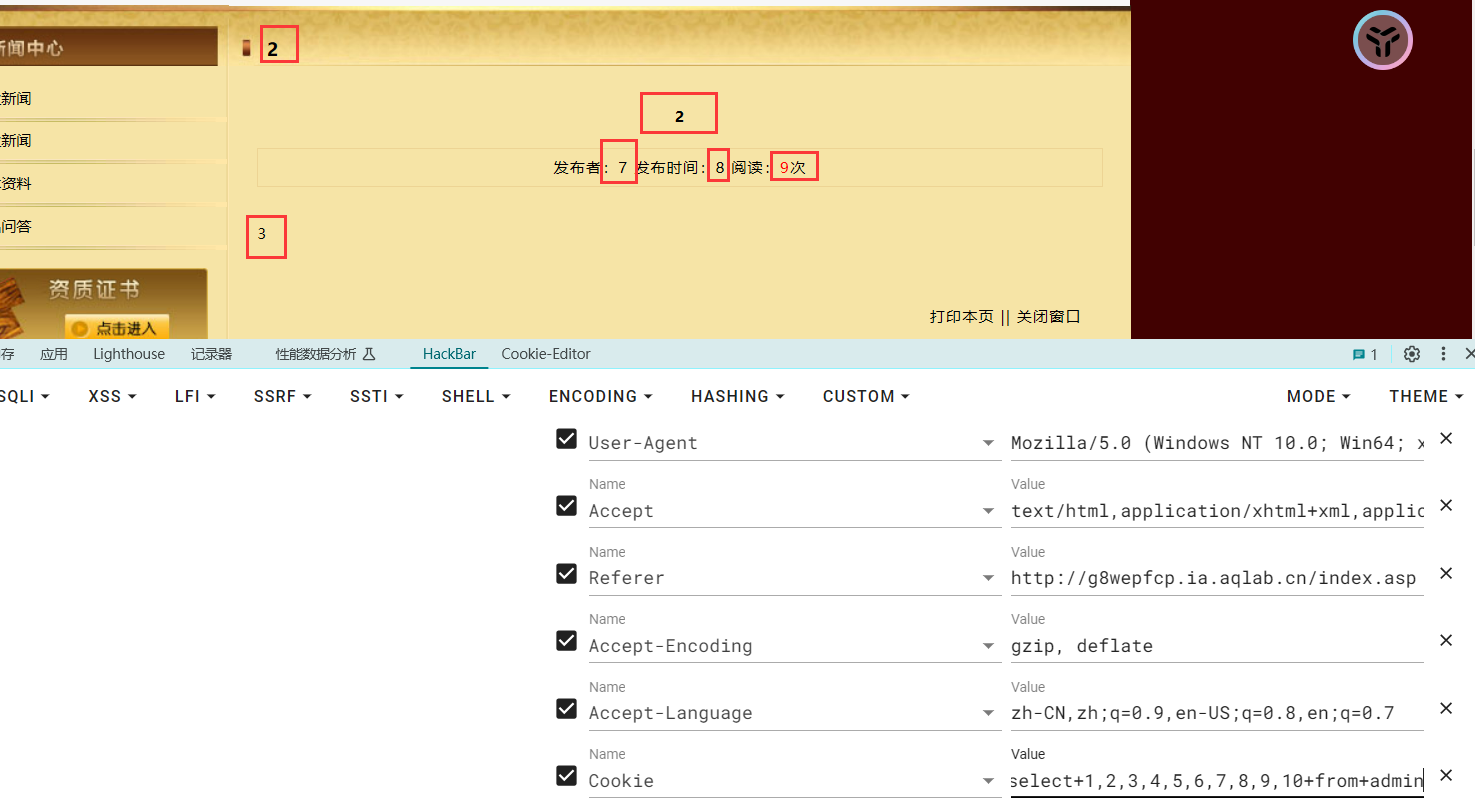 新闻中心
2
新闻
2
新闻
发布者：7 发布时间：8 阅读：9次
资料
问答
3
资质证书
点击进入
打印本页 || 关闭窗口
存 应用 Lighthouse 记录器 性能数据分析 HackBar Cookie-Editor 1
SQLI XSS LFI SSRF SSTI SHELL ENCODING HASHING CUSTOM MODE THEME
User-Agent Mozilla/5.0 (Windows NT 10.0; Win64; x
Name Value
Accept text/html,application/xhtml+xml,applic
Name Value
Referer http://g8wepfcp.ia.aqlab.cn/index.asp
Name Value
Accept-Encoding gzip, deflate
Name Value
Accept-Language zh-CN,zh;q=0.9,en-US;q=0.8,en;q=0.7
Name Value
Cookie select+1,2,3,4,5,6,7,8,9,10+from+admin